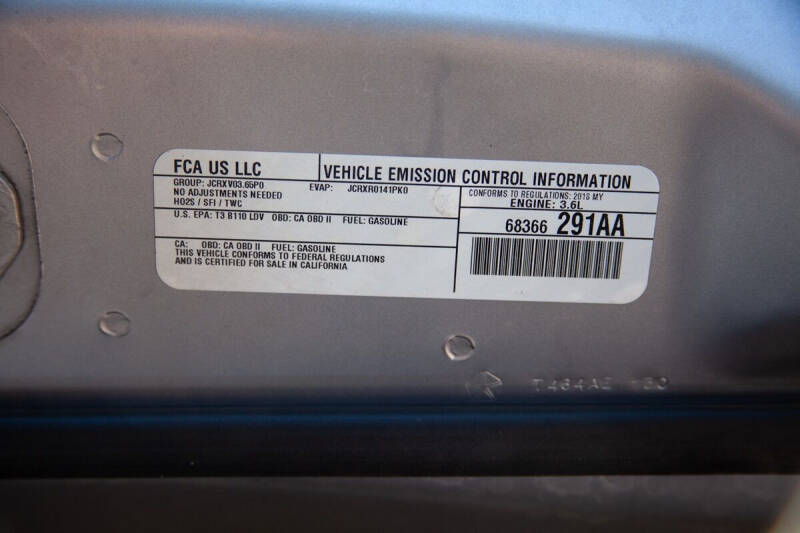 FCA US LLC
VEHICLE EMISSION CONTROL INFORMATION
GROUP: JCRXV03.65P0 EVAP: JCRXR0141PK0
NO ADJUSTMENTS NEEDED
HO2S / SFI / TWC
CONFORMS TO REGULATIONS: 2018 MY
ENGINE: 3.6L
U.S. EPA: T3 B110 LDV OBD: CA OBD II FUEL: GASOLINE
68366 291AA
CA: OBD: CA OBD II FUEL: GASOLINE
THIS VEHICLE CONFORMS TO FEDERAL REGULATIONS
AND IS CERTIFIED FOR SALE IN CALIFORNIA